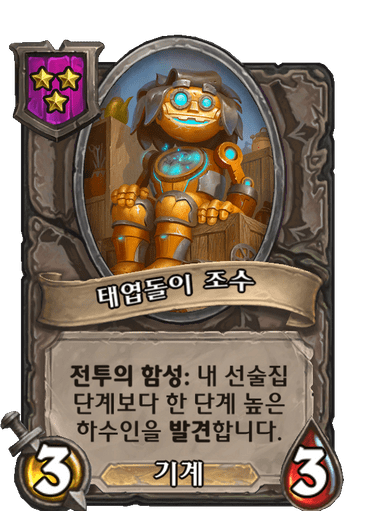 태엽돌이 조수
전투의 함성: 내 선술집
단계보다 한 단계 높은
하수인을 발견합니다.
3
기계
3